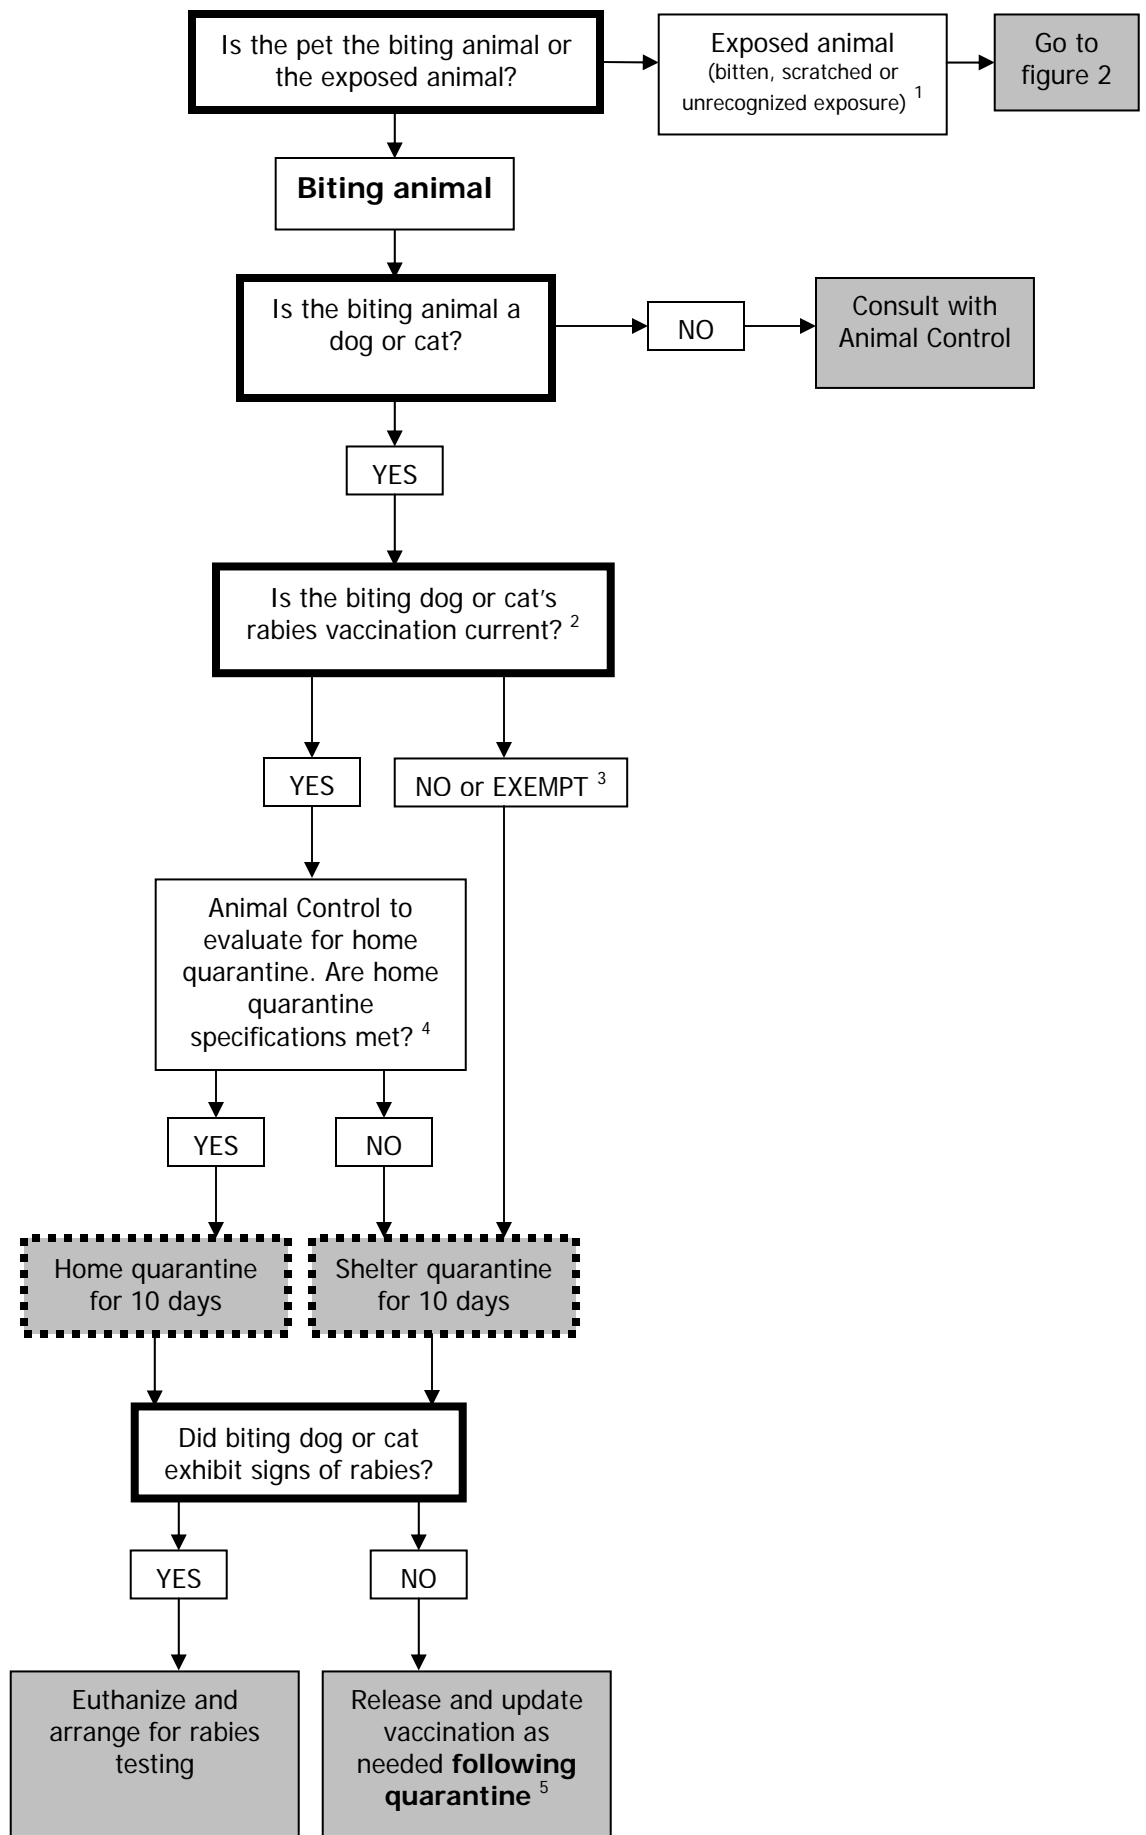 Is the pet the biting animal or
the exposed animal?
Exposed animal
(bitten, scratched or
unrecognized exposure) 1
Go to
figure 2
Biting animal
Is the biting animal a
dog or cat?
NO
Consult with
Animal Control
YES
Is the biting dog or cat's
rabies vaccination current? 2
YES
NO or EXEMPT 3
Animal Control to
evaluate for home
quarantine. Are home
quarantine
specifications met? 4
YES
NO
Home quarantine
for 10 days
Shelter quarantine
for 10 days
Did biting dog or cat
exhibit signs of rabies?
YES
NO
Euthanize and
arrange for rabies
testing
Release and update
vaccination as
needed following
quarantine 5